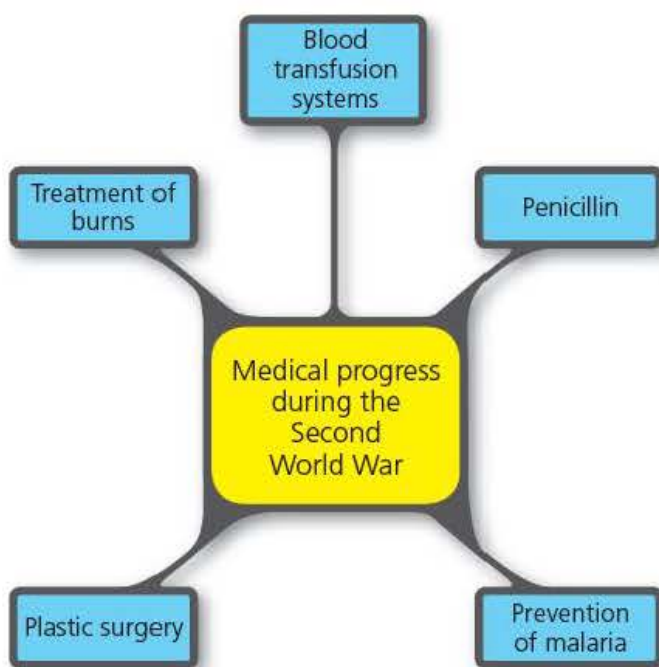 Blood
transfusion
systems
Treatment of
burns
Penicillin
Medical progress
during the
Second
World War
Plastic surgery
Prevention
of malaria